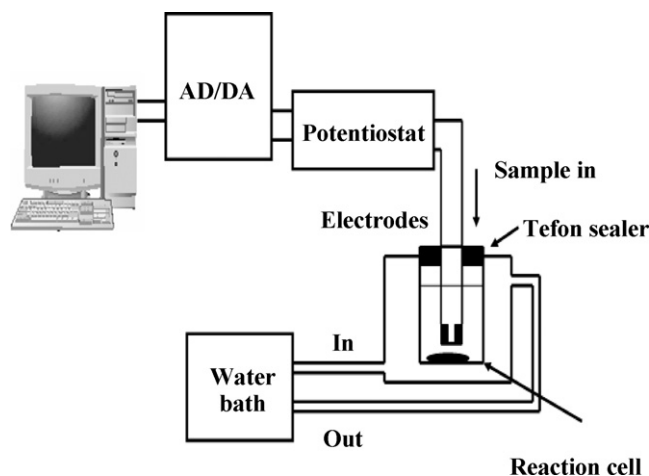 AD/DA
Potentiostat
Sample in
Electrodes
Tefon sealer
In
Water
bath
Out
Reaction cell